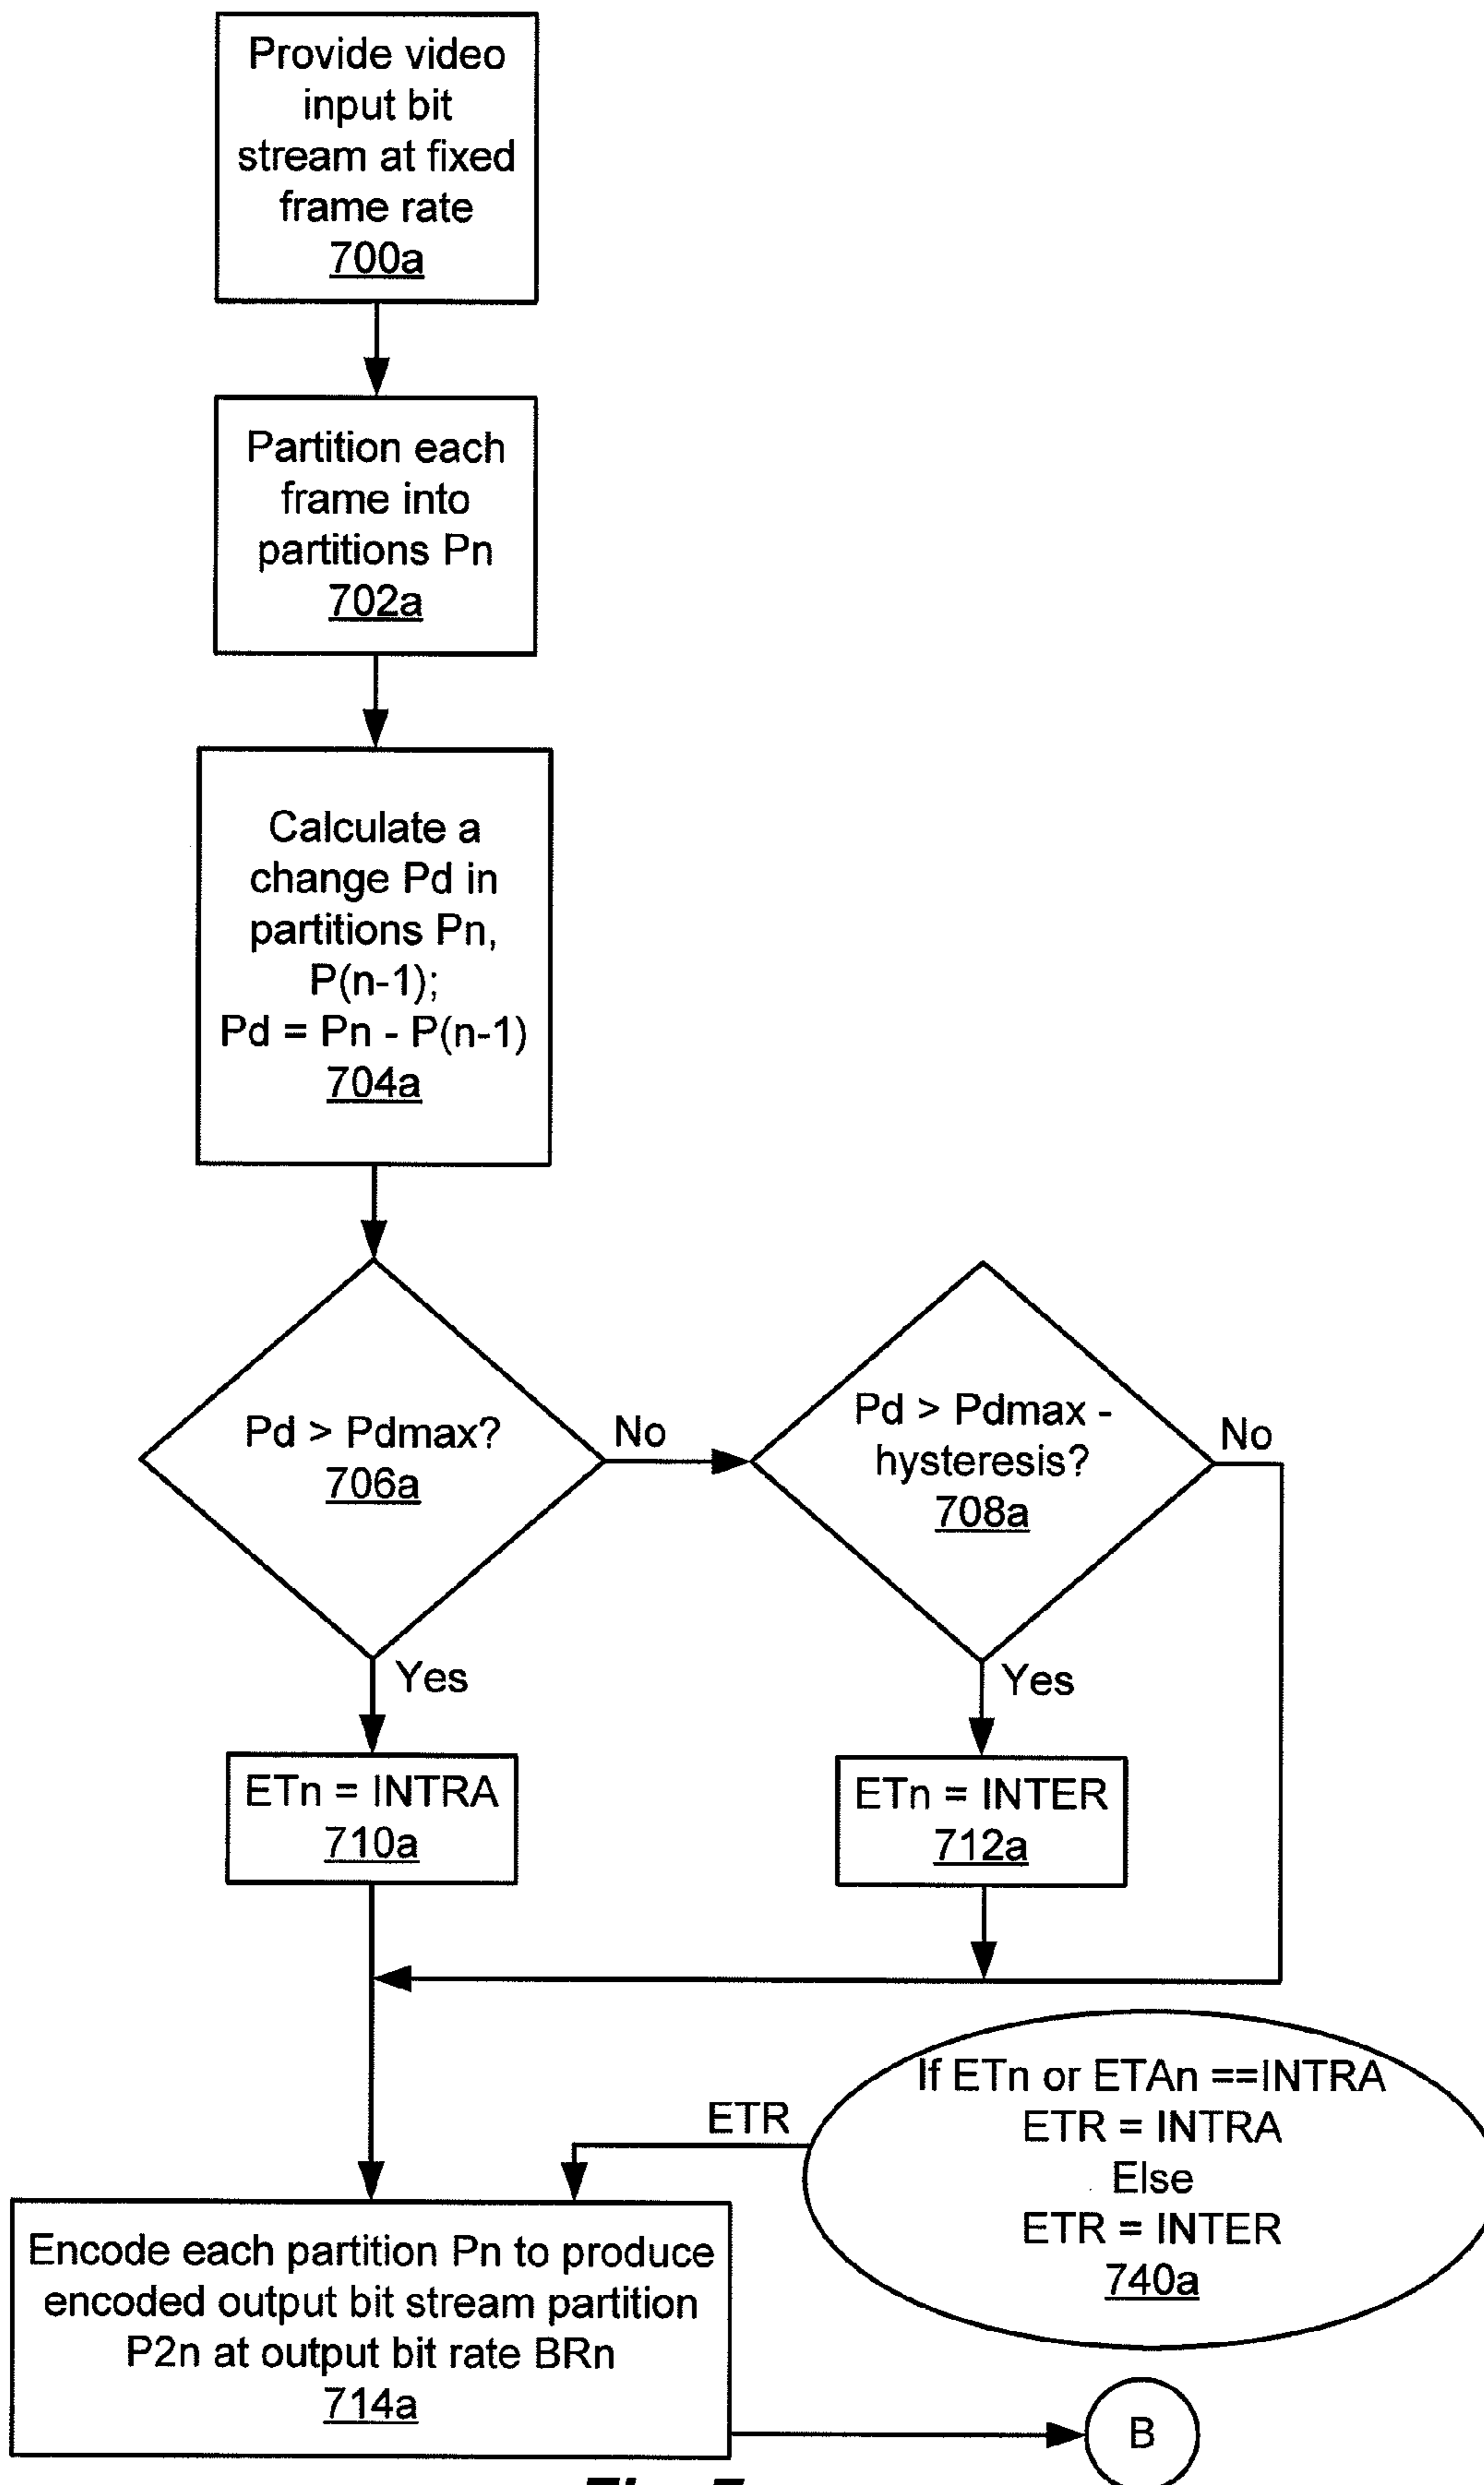 Provide video
input bit
stream at fixed
frame rate
700a
Partition each
frame into
partitions Pn
702a
Calculate a
change Pd in
partitions Pn,
P(n-1);
Pd = Pn - P(n-1)
704a
Pd > Pdmax?
706a
No
Pd > Pdmax -
hysteresis?
708a
No
Yes
Yes
ETn = INTRA
710a
ETn = INTER
712a
If ETn or ETAn ==INTRA
ETR = INTRA
Else
ETR = INTER
740a
ETR
Encode each partition Pn to produce
encoded output bit stream partition
P2n at output bit rate BRn
714a
B